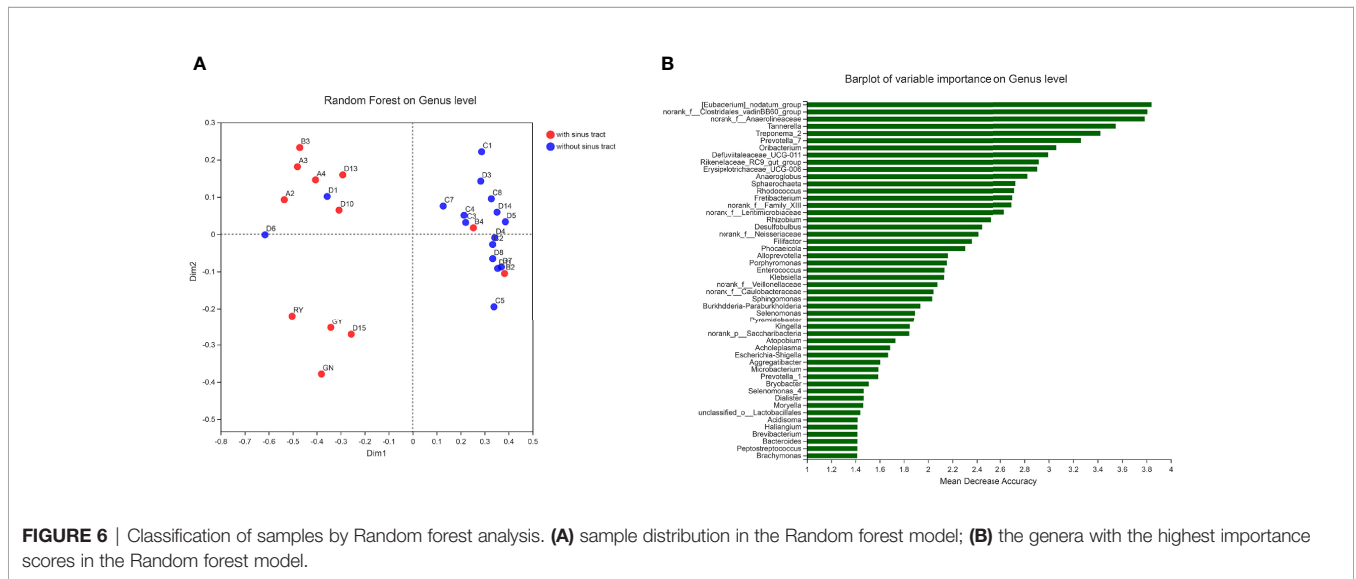 A
Random Forest on Genus level
with sinus tract
without sinus tract
0.3
0.2
0.1
0
-0.1
-0.2
-0.3
-0.4
-0.5
Dim2
B3
A3
A4
D13
A2
D1
D10
D6
C1
D3
C7
C8
C4
D14
C3
B4
D5
D4
D8
B2
C5
RY
GY
D15
GN
-0.8
-0.7
-0.6
-0.5
-0.4
-0.3
-0.2
-0.1
0
0.1
0.2
0.3
0.4
0.5
Dim1
B
Barplot of variable importance on Genus level
[Eubacterium]_nodatum_group
norank_f__Clostridales_vadinBB60_group
norank_f__Anaerolineaceae
Tannerella
Treponema_2
Prevotella_7
Oribacterium
Defluviitaleaceae_UCG-011
Rikenelaceae_RC9_gut_group
Erysipelotrichaceae_UCG-006
Anaeroglobus
Sphaerochaeta
Rhodococcus
Fretibacterium
norank_f__Family_XIII
norank_f__Lentimicrobiaceae
Rhizobium
Desulfobulbus
norank_f__Neisseriaceae
Filifactor
Phocaeicola
Alloprevotella
Porphyromonas
Enterococcus
Klebsiella
norank_f__Veillonellaceae
norank_f__Caulobacteraceae
Sphingomonas
Burkhdderia-Paraburkholderia
Selenomonas
Pyramidobacter
Kingella
norank_p__Saccharibacteria
Atopobium
Acholeplasma
Escherichia-Shigella
Aggregatibacter
Microbacterium
Prevotella_1
Bryobacter
Selenomonas_4
Dialister
Moryella
unclassified_o__Lactobacillales
Acidisoma
Haliangium
Brevibacterium
Bacteroides
Peptostreptococcus
Brachymonas
1
1.2
1.4
1.6
1.8
2
2.2
2.4
2.6
2.8
3
3.2
3.4
3.6
3.8
4
Mean Decrease Accuracy
FIGURE 6 | Classification of samples by Random forest analysis. (A) sample distribution in the Random forest model; (B) the genera with the highest importance
scores in the Random forest model.